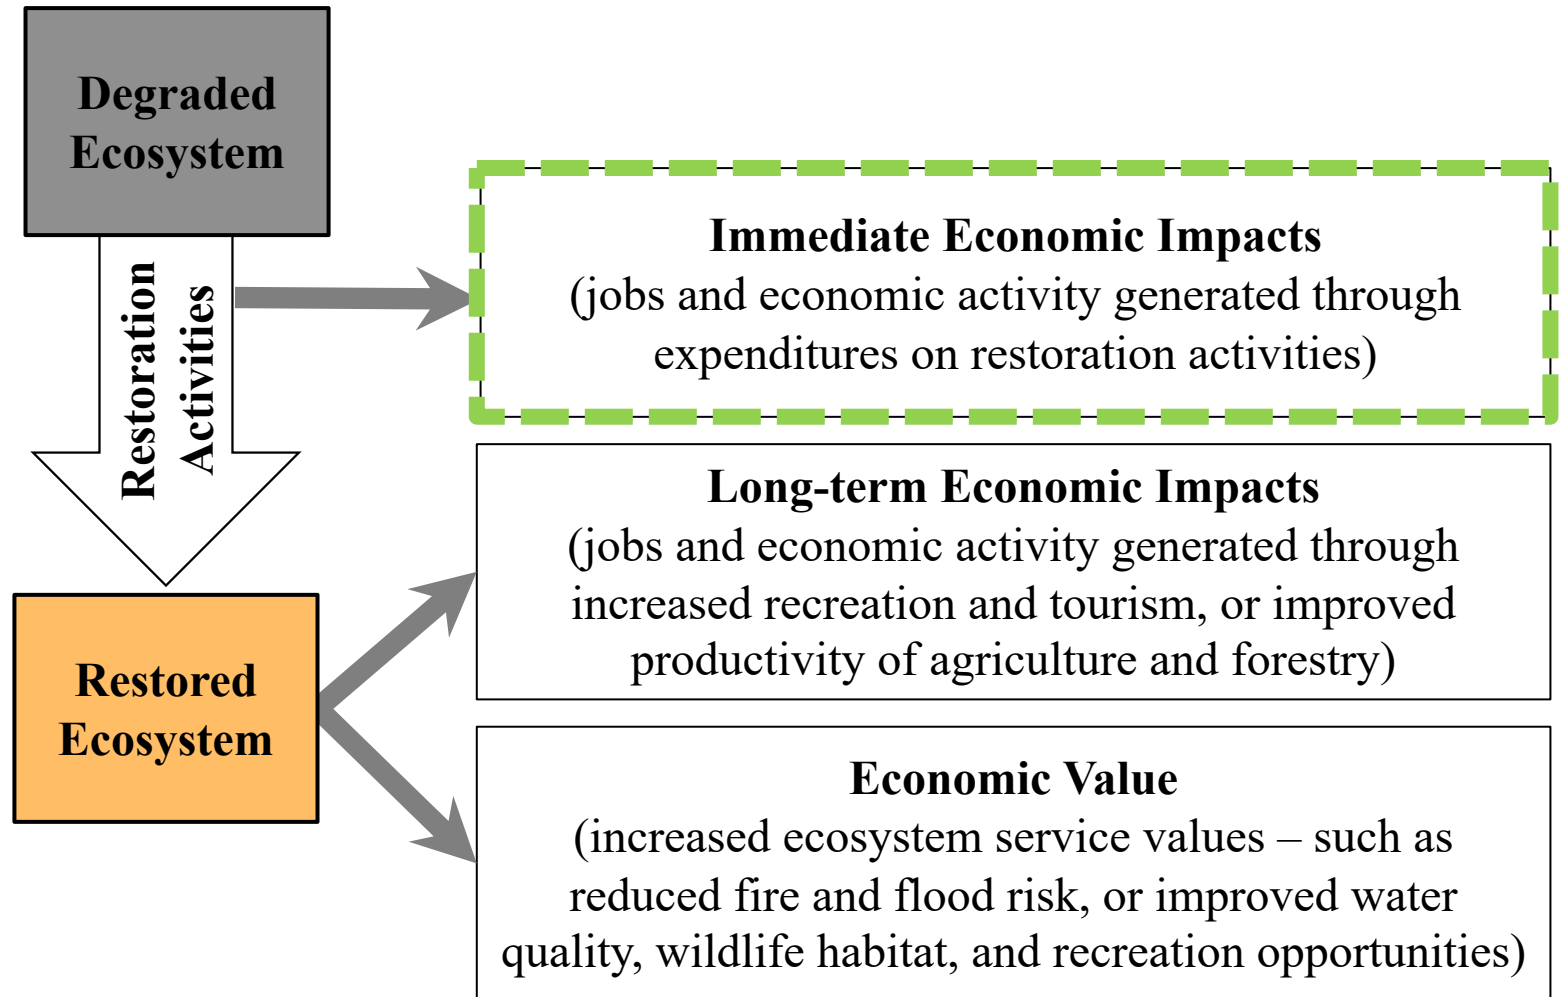 Degraded
Ecosystem
Restoration
Activities
Immediate Economic Impacts
(jobs and economic activity generated through
expenditures on restoration activities)
Long-term Economic Impacts
(jobs and economic activity generated through
increased recreation and tourism, or improved
productivity of agriculture and forestry)
Restored
Ecosystem
Economic Value
(increased ecosystem service values – such as
reduced fire and flood risk, or improved water
quality, wildlife habitat, and recreation opportunities)